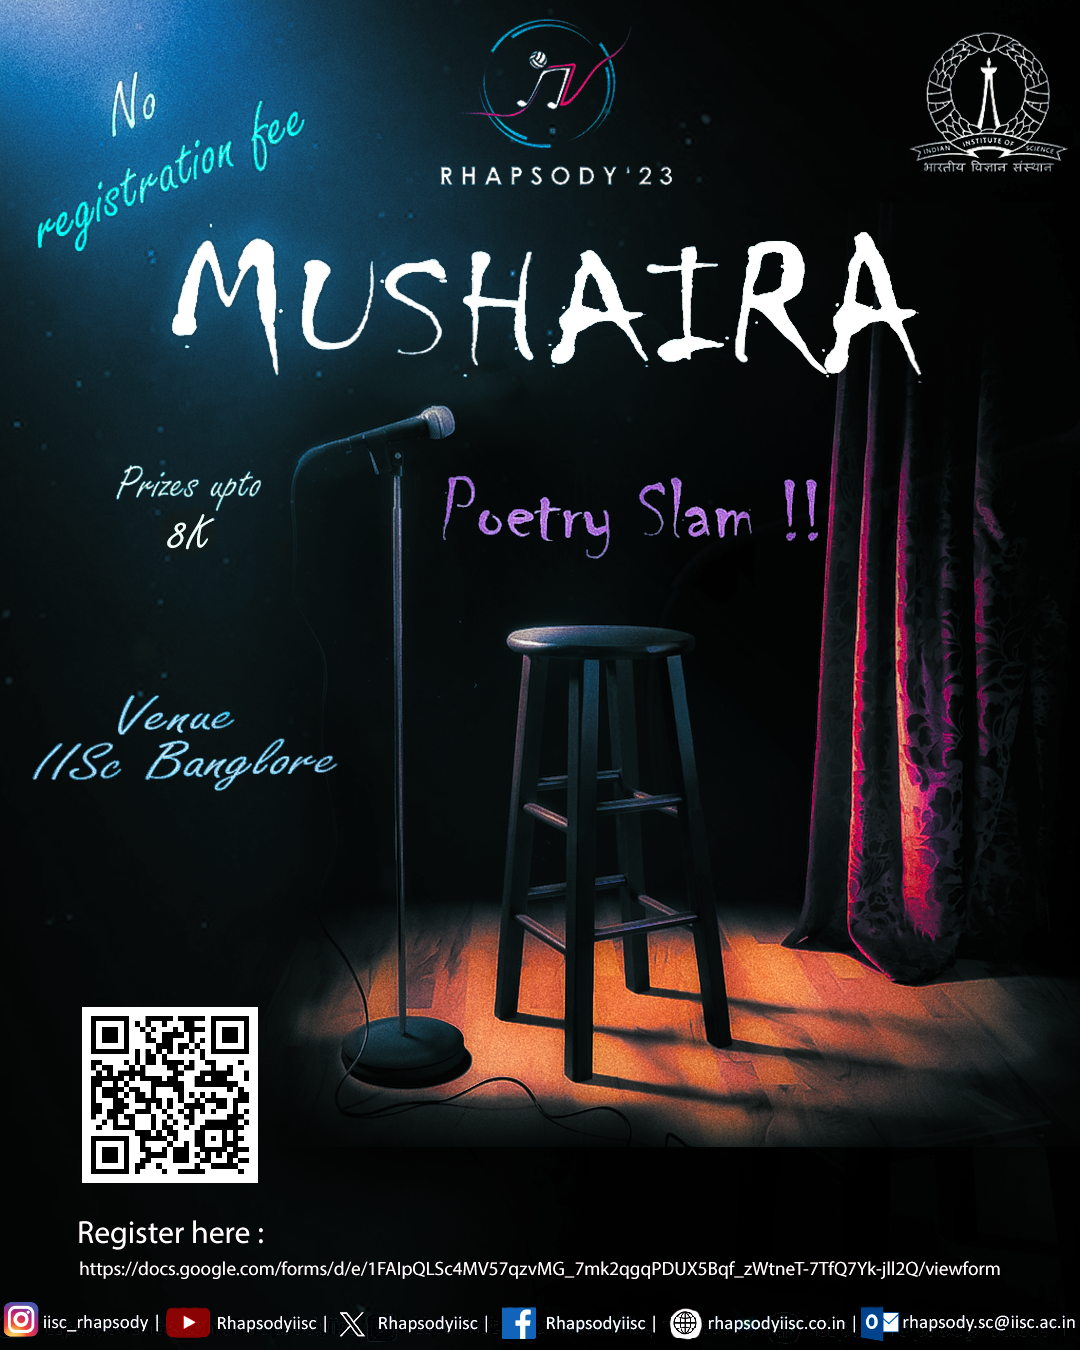 No
registration fee
RHAPSODY'23
INDIAN INSTITUTE OF SCIENCE
भारतीय विज्ञान संस्थान
MUSHAIRA
Prizes upto
8K
Poetry Slam !!
Venue
IISc Banglore
Register here :
https://docs.google.com/forms/d/e/1FAIpQLSc4MV57qzvMG_7mk2qgqPDUX5Bqf_zWtneT-7TfQ7Yk-jll2Q/viewform
iisc_rhapsody | Rhapsodyiisc | Rhapsodyiisc | Rhapsodyiisc | rhapsodyiisc.co.in | rhapsody.sc@iisc.ac.in